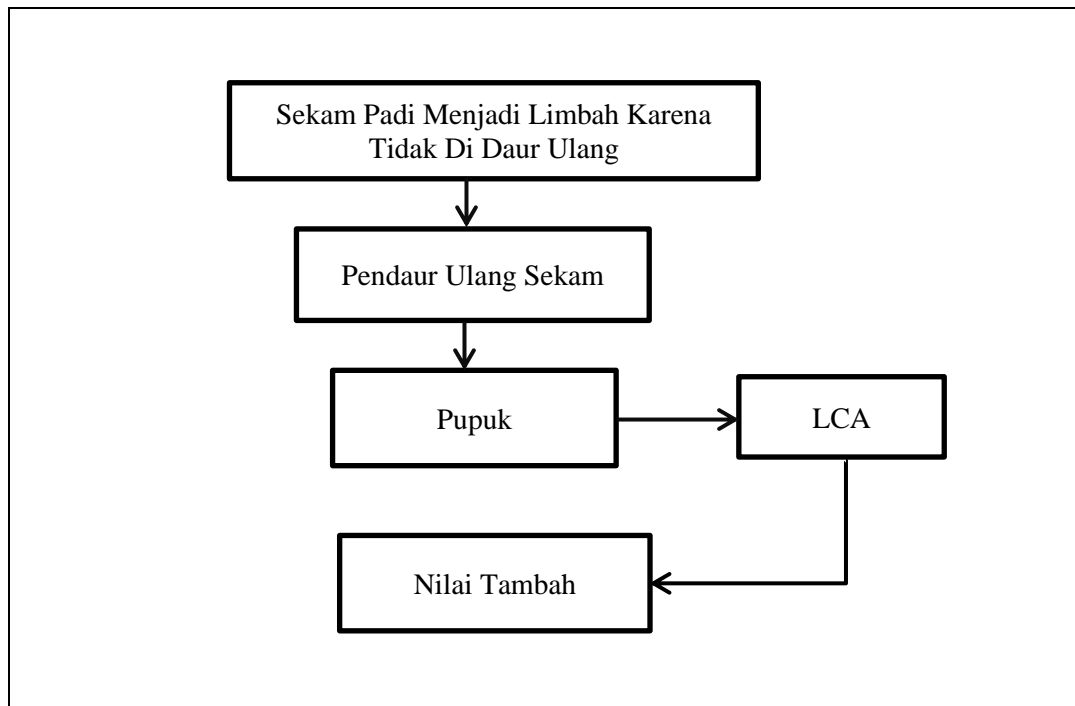 Sekam Padi Menjadi Limbah Karena
Tidak Di Daur Ulang
Pendaur Ulang Sekam
Pupuk
LCA
Nilai Tambah